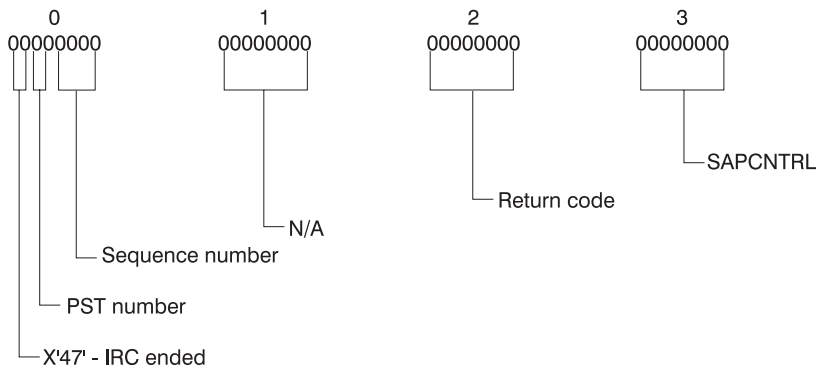 0 1 2 3
00000000 00000000 00000000 00000000
SAPCNTRL
Return code
N/A
Sequence number
PST number
X'47' - IRC ended